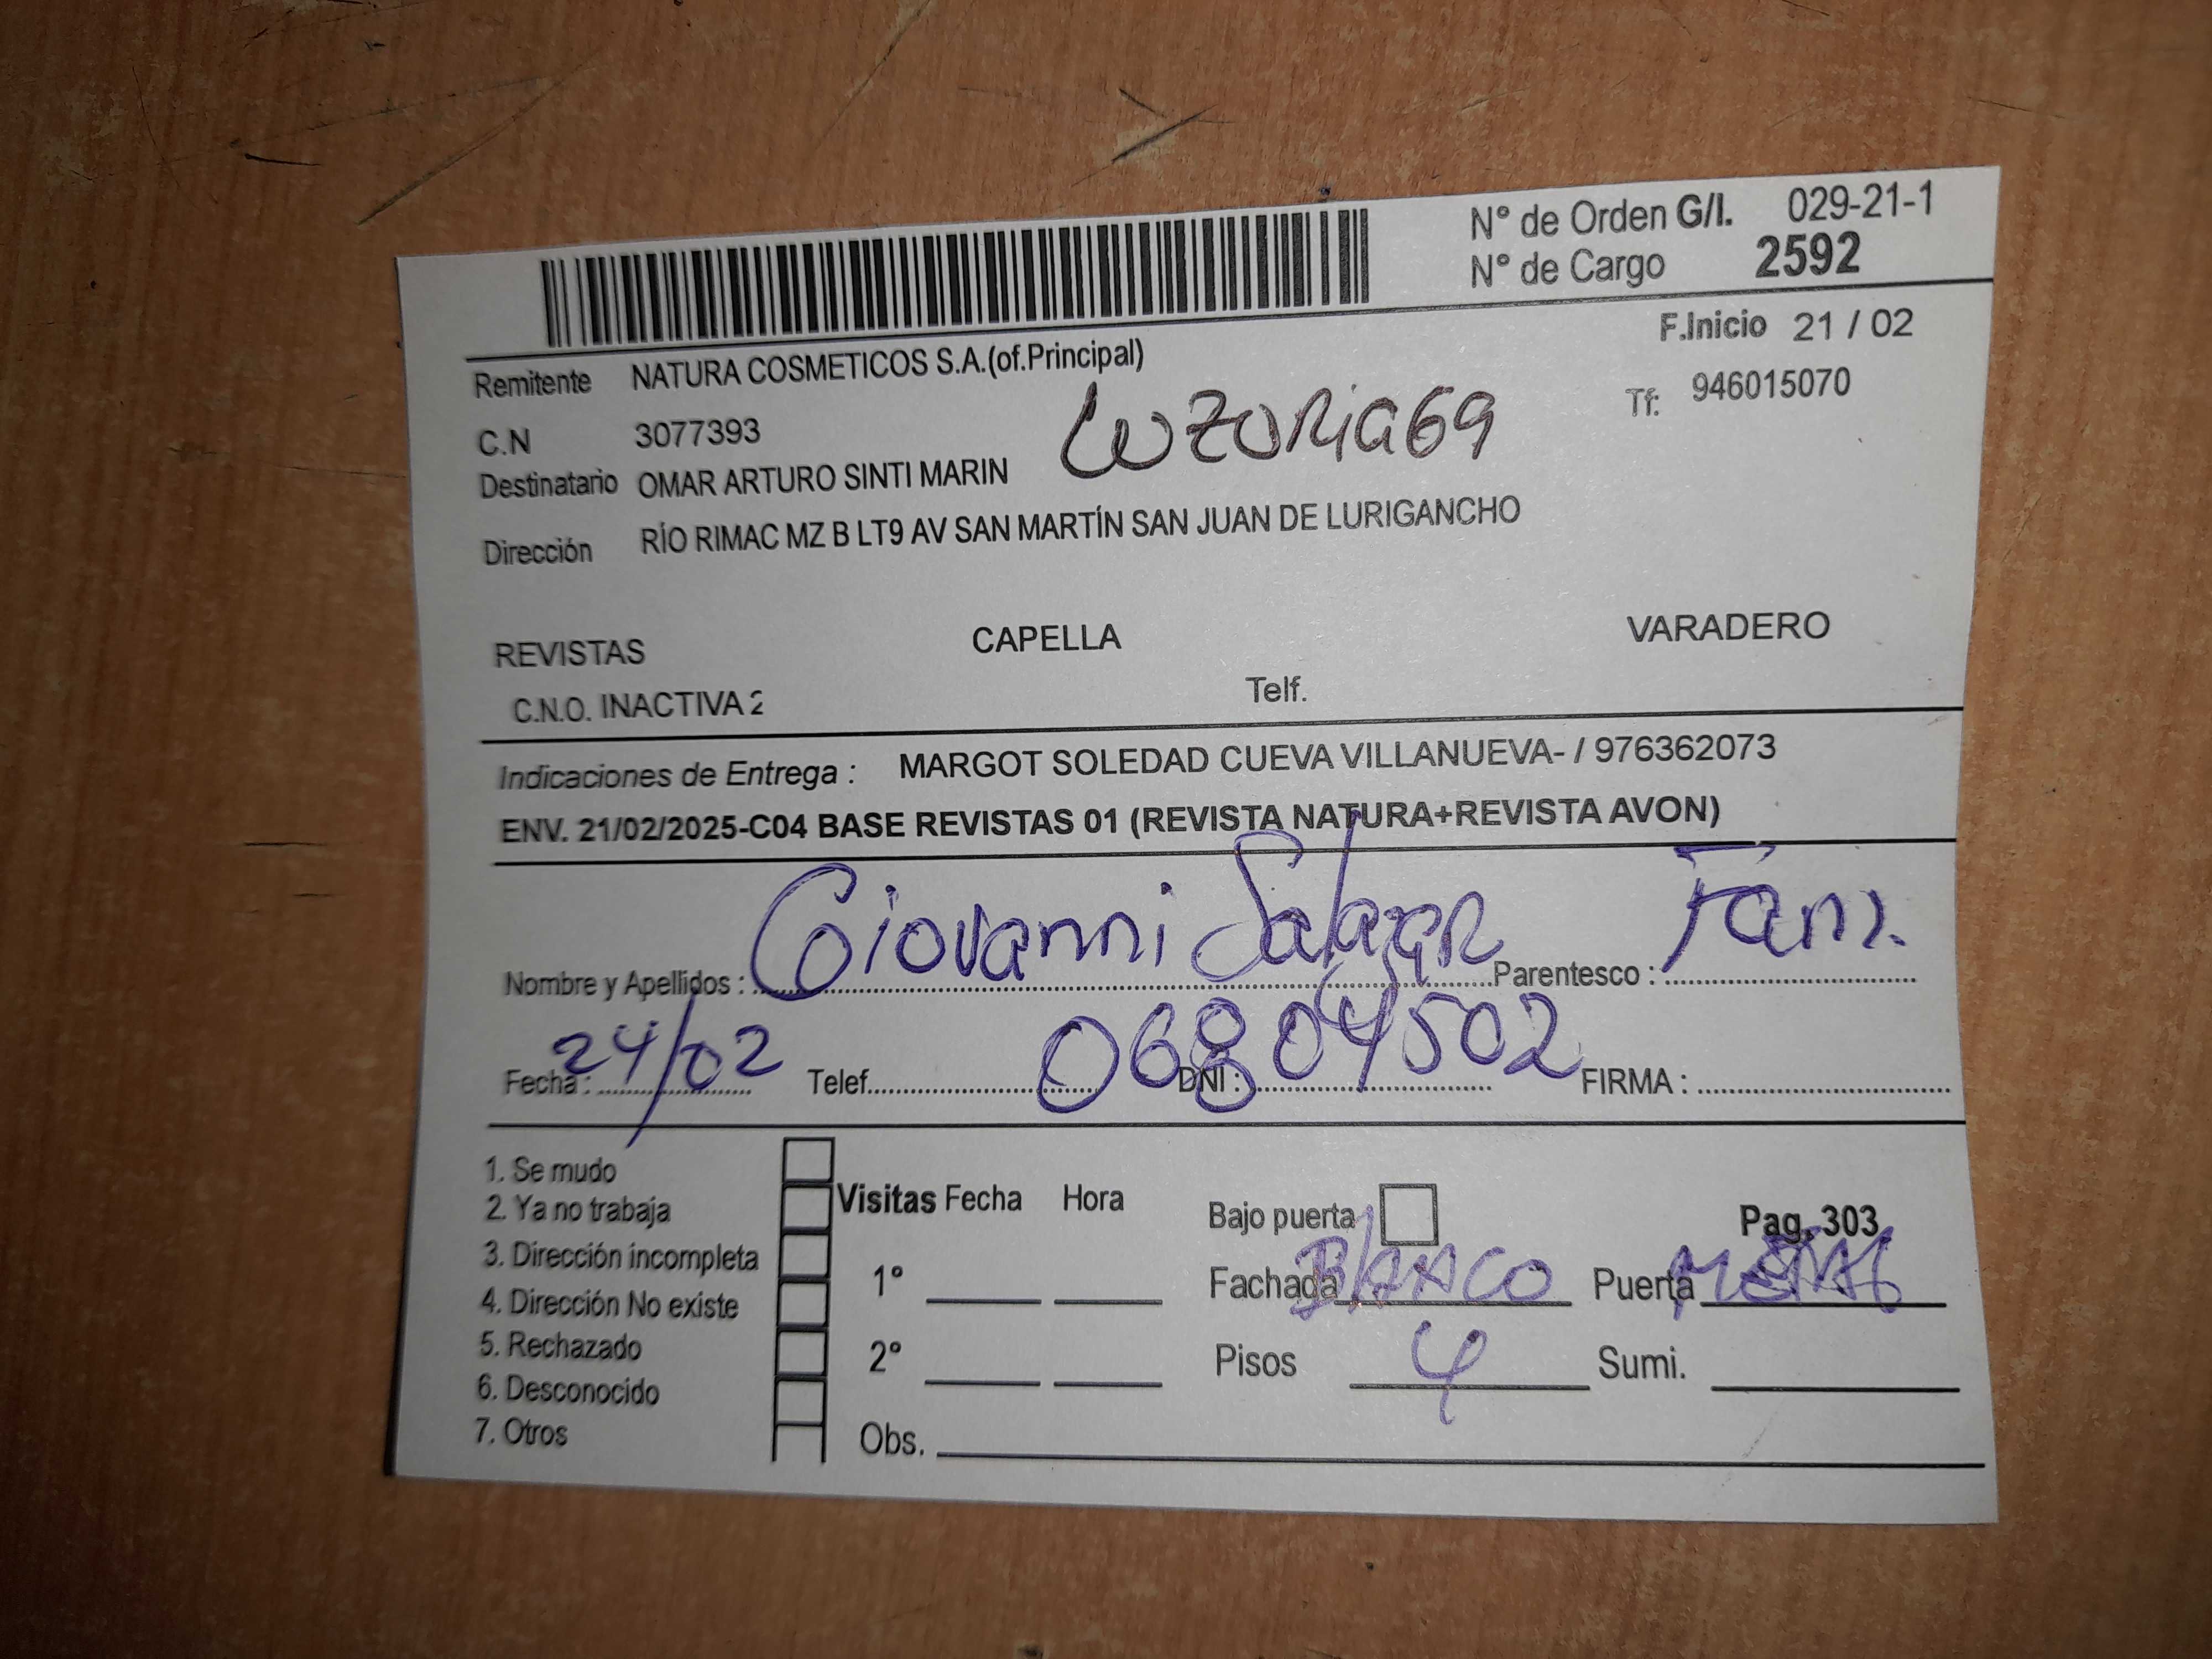 N° de Orden G/I. 029-21-1
N° de Cargo 2592
F.Inicio 21 / 02
Remitente NATURA COSMETICOS S.A.(of.Principal)
Tf: 946015070
C.N 3077393
LUZURIA69
Destinatario OMAR ARTURO SINTI MARIN
Dirección RÍO RIMAC MZ B LT9 AV SAN MARTÍN SAN JUAN DE LURIGANCHO
REVISTAS CAPELLA VARADERO
C.N.O. INACTIVA 2 Telf.
Indicaciones de Entrega : MARGOT SOLEDAD CUEVA VILLANUEVA- / 976362073
ENV. 21/02/2025-C04 BASE REVISTAS 01 (REVISTA NATURA+REVISTA AVON)
Nombre y Apellidos : Giovanni Salazar Parentesco : Fam.
Fecha : 24/02 Telef. DNI : 06804502 FIRMA :
1. Se mudo
2. Ya no trabaja
3. Dirección incompleta
4. Dirección No existe
5. Rechazado
6. Desconocido
7. Otros
Visitas Fecha Hora
1°
2°
Obs.
Bajo puerta Pag. 303
Fachada BlANCO Puerta METAL
Pisos 4 Sumi.